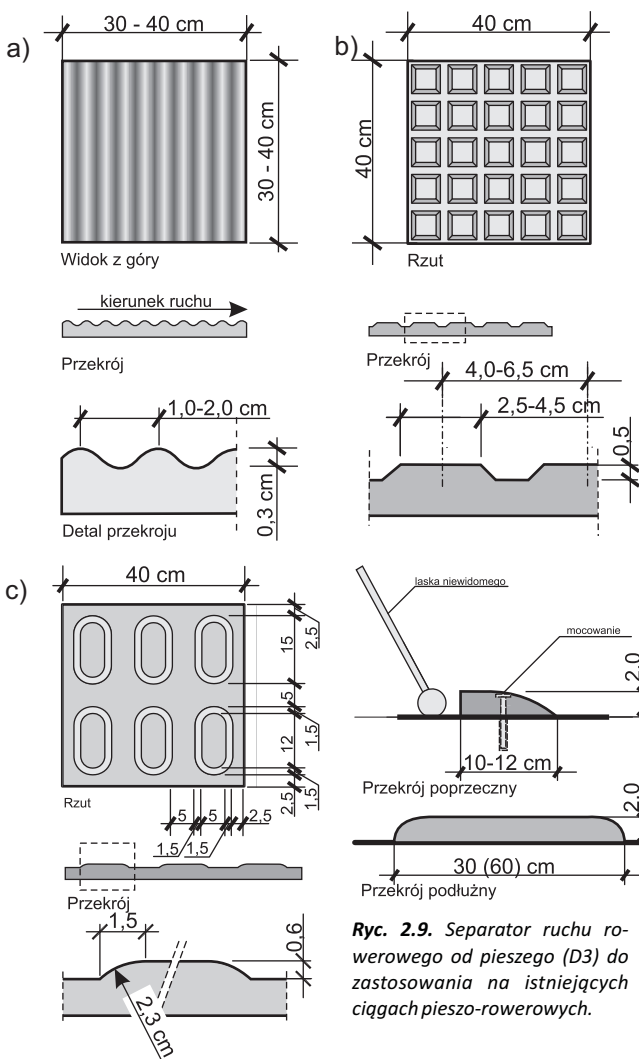 a)
30 - 40 cm
30 - 40 cm
Widok z góry
kierunek ruchu
Przekrój
1,0-2,0 cm
0,3 cm
Detal przekroju
b)
40 cm
40 cm
Rzut
Przekrój
4,0-6,5 cm
2,5-4,5 cm
0,5
c)
40 cm
15
2,5
5
1,5
12
1,5
2,5
Rzut
5
5
2,5
1,5
1,5
Przekrój
1,5
0,6
2,3 cm
laska niewidomego
mocowanie
2,0
10-12 cm
Przekrój poprzeczny
2,0
30 (60) cm
Przekrój podłużny
Ryc. 2.9. Separator ruchu ro-
werowego od pieszego (D3) do
zastosowania na istniejących
ciągach pieszo-rowerowych.